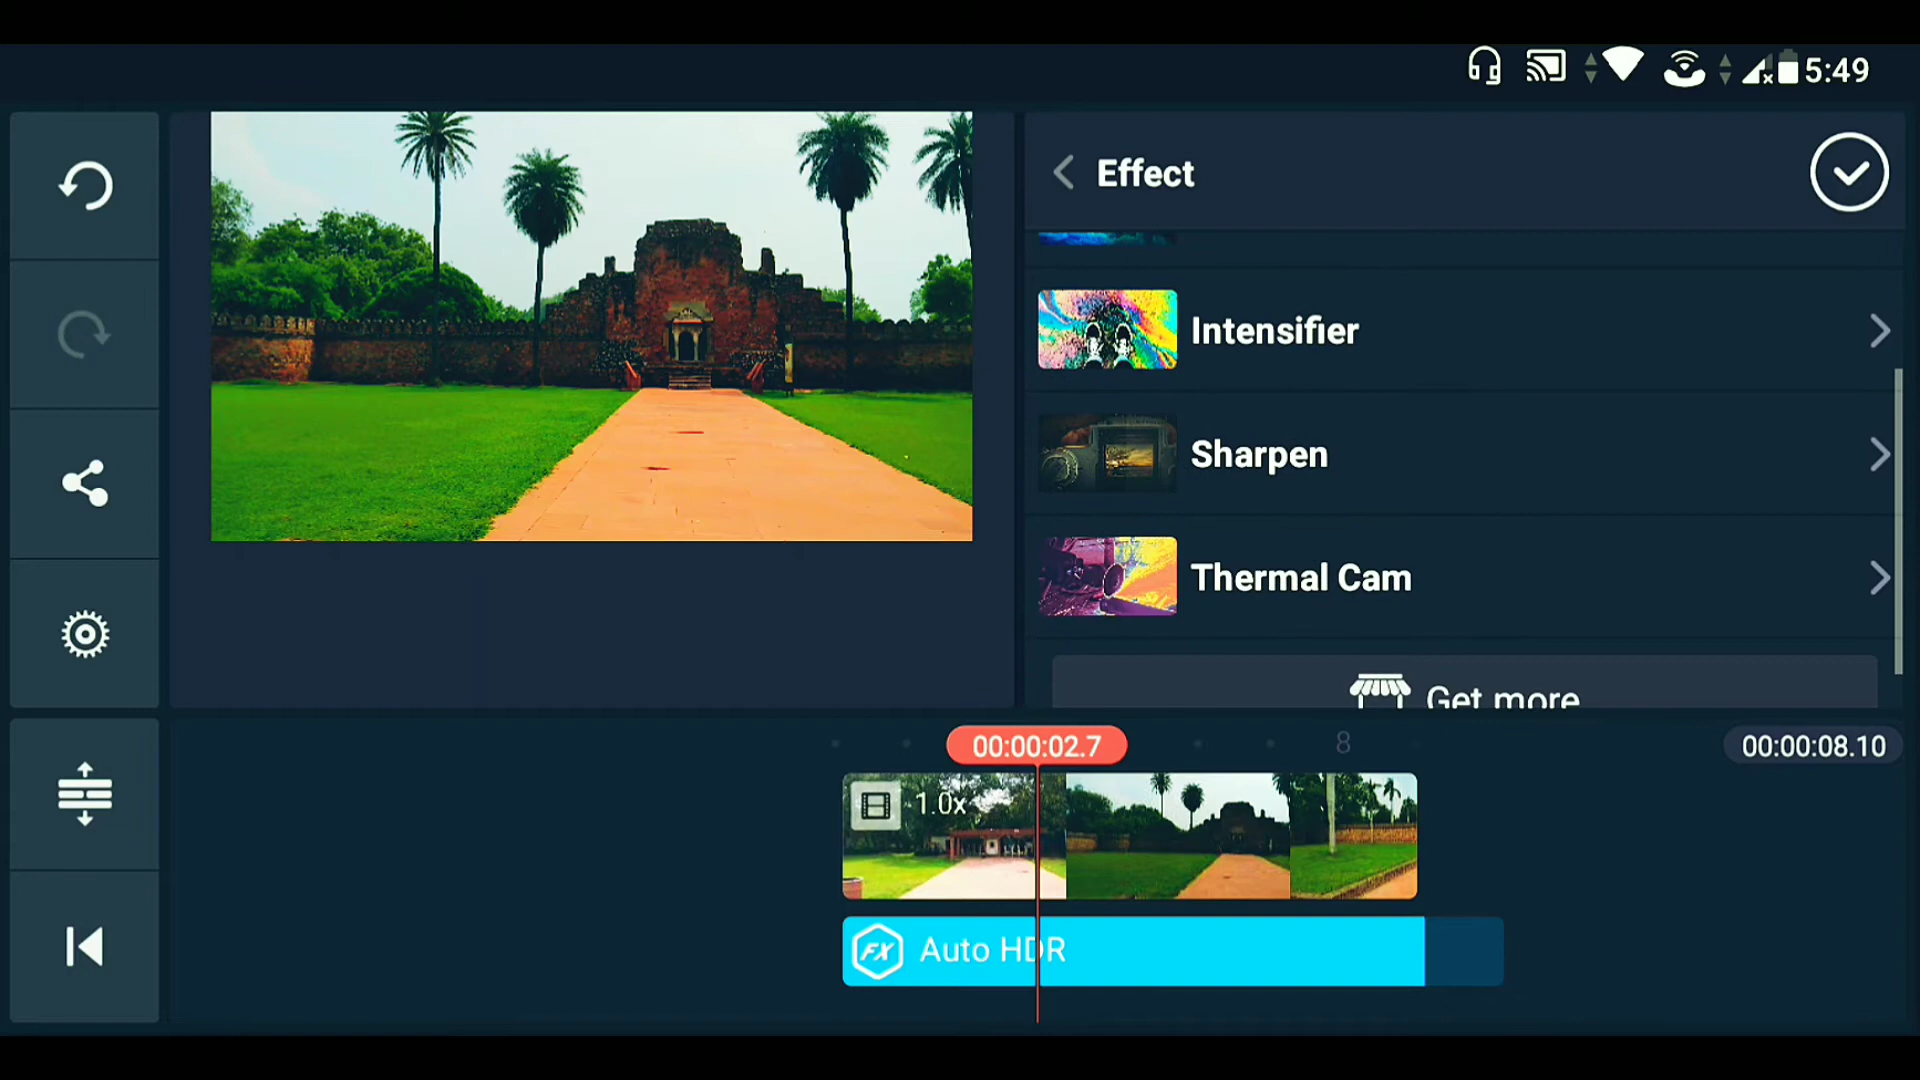 5:49
Effect
Intensifier
Sharpen
Thermal Cam
Get more
00:00:02.7
8
00:00:08.10
1.0x
FX Auto HDR